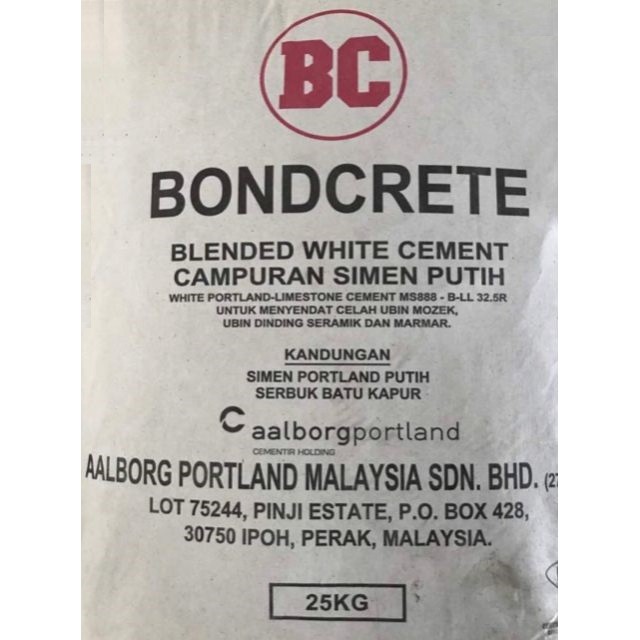 BC
BONDCRETE
BLENDED WHITE CEMENT
CAMPURAN SIMEN PUTIH
WHITE PORTLAND-LIMESTONE CEMENT MS888 - B-LL 32.5R
UNTUK MENYENDAT CELAH UBIN MOZEK,
UBIN DINDING SERAMIK DAN MARMAR.
KANDUNGAN
SIMEN PORTLAND PUTIH
SERBUK BATU KAPUR
aalborgportland
CEMENTIR HOLDING
AALBORG PORTLAND MALAYSIA SDN. BHD.
LOT 75244, PINJI ESTATE, P.O. BOX 428,
30750 IPOH, PERAK, MALAYSIA.
25KG